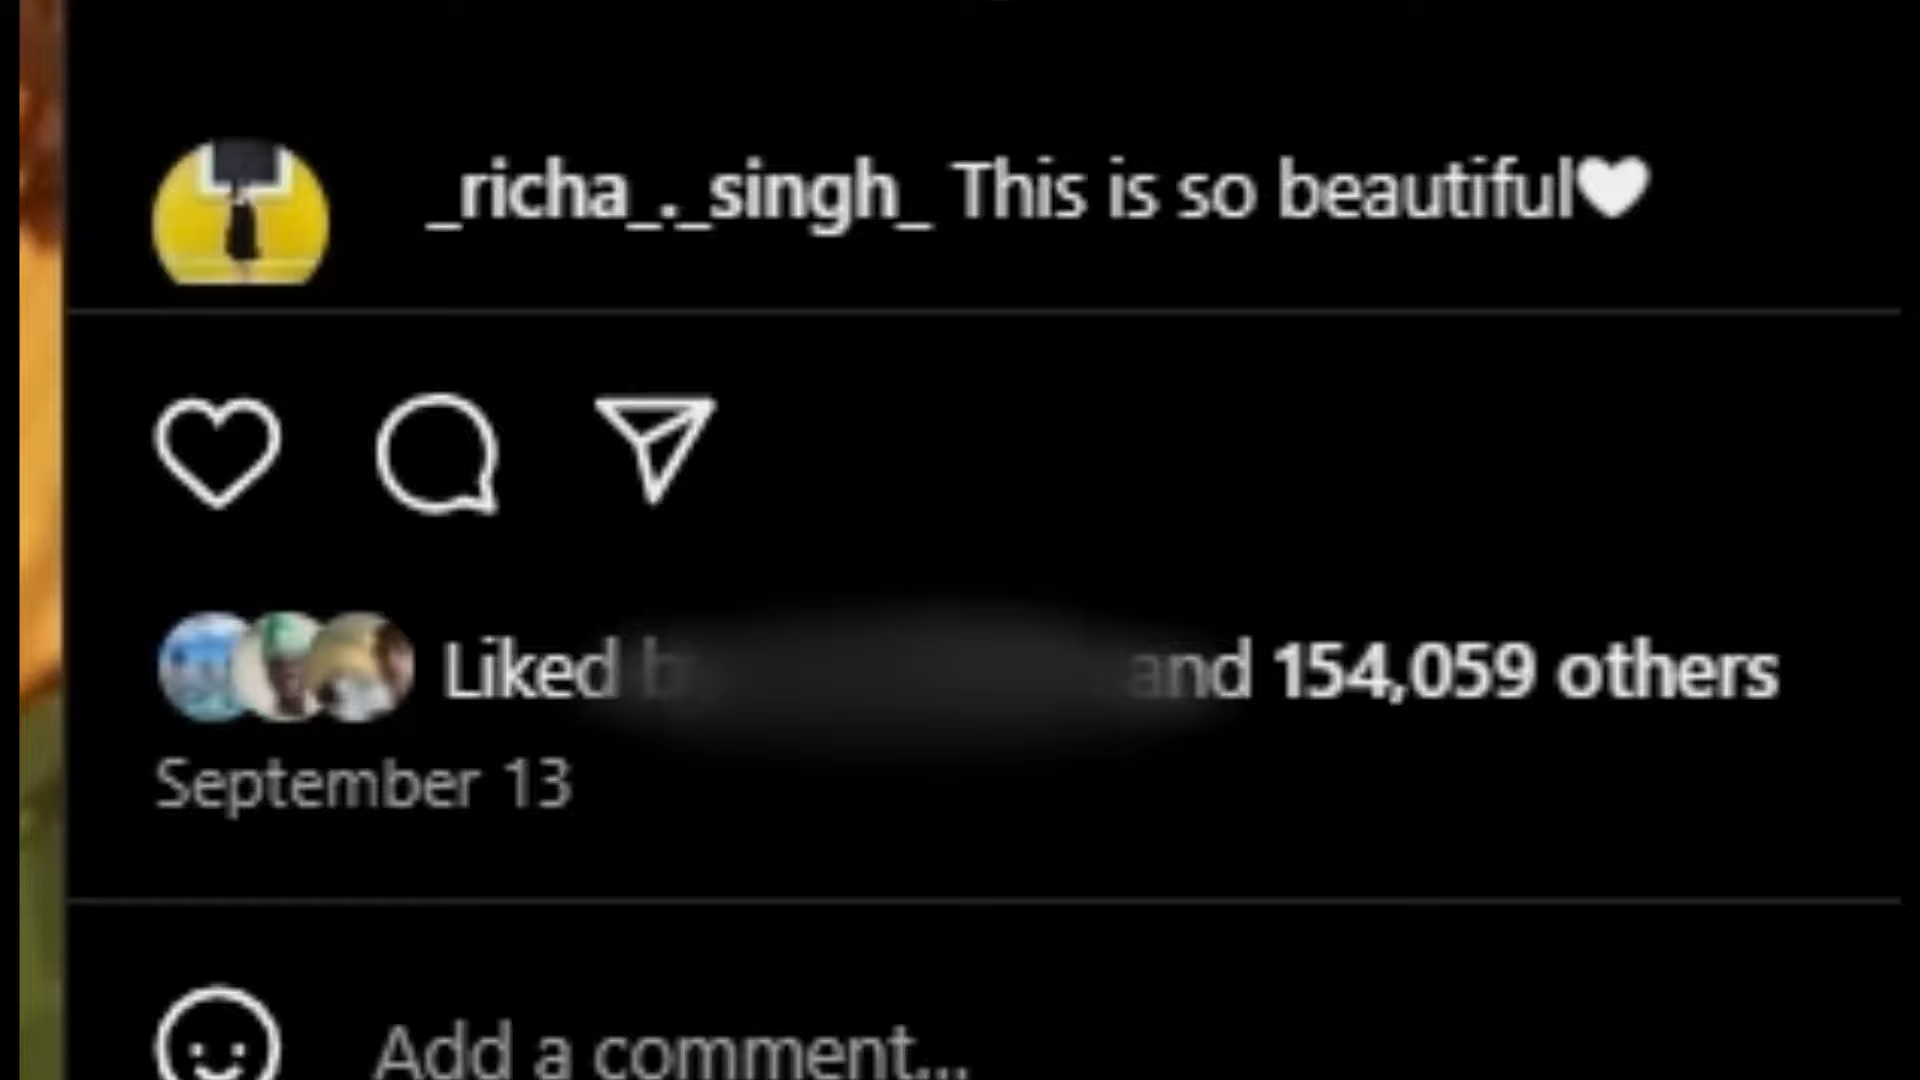 _richa_._singh_ This is so beautiful🤍
Liked and 154,059 others
September 13
Add a comment...